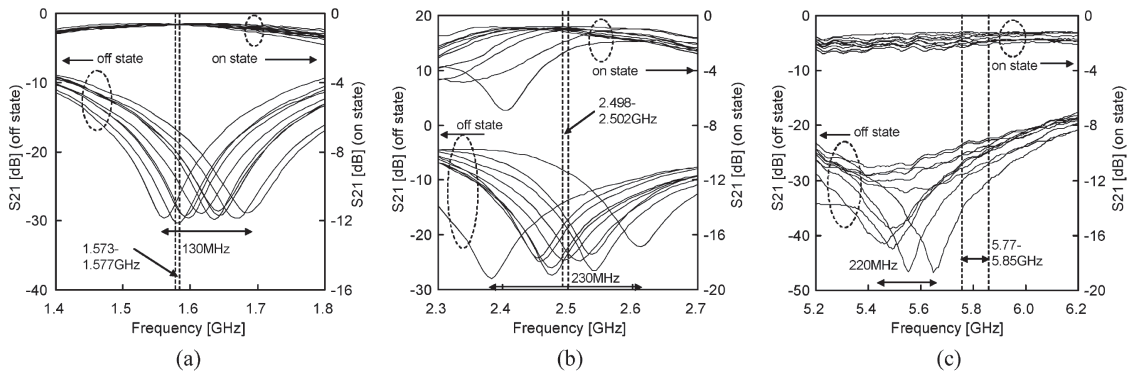 0
-10
-20
-30
-40
S21 [dB] (off state)
0
-4
-8
-12
-16
S21 [dB] (on state)
off state
on state
1.573-
1.577GHz
130MHz
1.4 1.5 1.6 1.7 1.8
Frequency [GHz]
(a)
20
10
0
-10
-20
-30
S21 [dB] (off state)
0
-4
-8
-12
-16
-20
S21 [dB] (on state)
on state
2.498-
2.502GHz
off state
230MHz
2.3 2.4 2.5 2.6 2.7
Frequency [GHz]
(b)
50
25
0
-25
-50
S21 [dB] (off state)
0
-4
-8
-12
-16
-20
S21 [dB] (on state)
on state
off state
5.77-
5.85GHz
220MHz
5.2 5.4 5.6 5.8 6 6.2
Frequency [GHz]
(c)